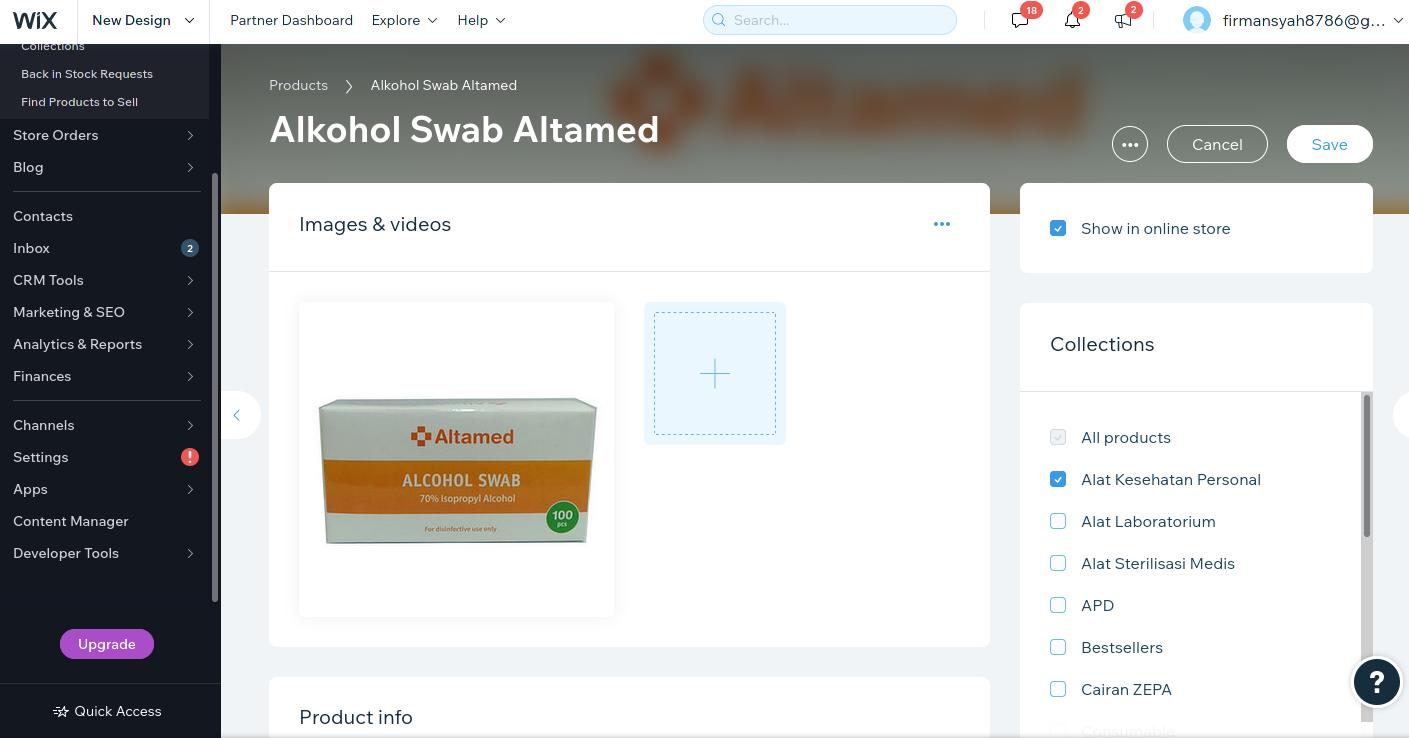 WiX
New Design
Partner Dashboard
Explore
Help
Search...
18
2
2
firmansyah8786@g...
Collections
Back in Stock Requests
Find Products to Sell
Store Orders
Blog
Contacts
Inbox
2
CRM Tools
Marketing & SEO
Analytics & Reports
Finances
Channels
Settings
!
Apps
Content Manager
Developer Tools
Upgrade
Quick Access
Products
Alkohol Swab Altamed
Alkohol Swab Altamed
Altamed
Cancel
Save
Images & videos
Altamed
ALCOHOL SWAB
70% Isopropyl Alcohol
100
pcs
For disinfective use only
Product info
Show in online store
Collections
All products
Alat Kesehatan Personal
Alat Laboratorium
Alat Sterilisasi Medis
APD
Bestsellers
Cairan ZEPA
Consumable
?